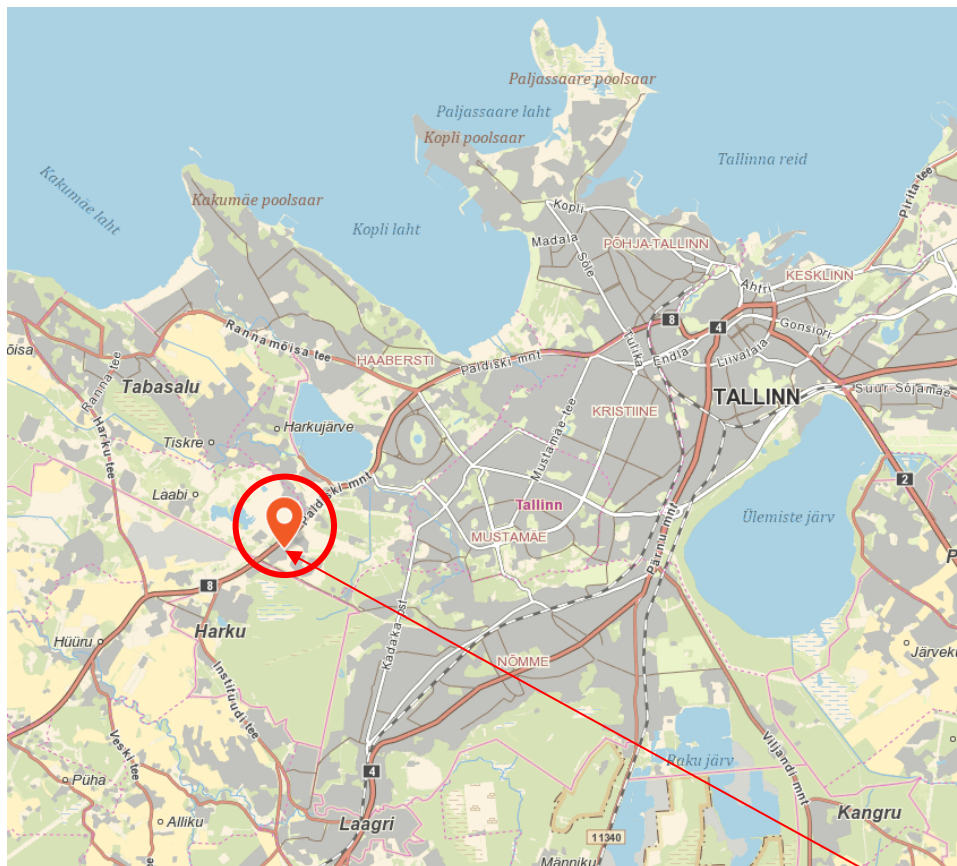 Paljassaare poolsaar
Paljassaare laht
Kopli poolsaar
Tallinna reid
Kakumäe laht
Kakumäe poolsaar
Kopli laht
Pirita tee
Kopli
Madala
PÕHJA-TALLINN
Sõle
KESKLINN
Ahtri
8
4
Gonsiori
Rannamõisa tee
Tulika
Endla
Liivalaia
HAABERSTI
Paldiski mnt
õisa
Ranna tee
Tabasalu
TALLINN
Suur Sõjamäe
KRISTIINE
Harku tee
Harkujärve
Mustamäe tee
Tiskre
Paldiski mnt
2
Laabi
Tallinn
Ülemiste järv
MUSTAMÄE
Pärnu mnt
8
Kadaka pst
Harku
Hüüru
Järveku
NÕMME
Instituudi tee
Veski tee
Viljandi mnt
Raku järv
Püha
4
Alliku
Laagri
Kangru
11340
Männiku